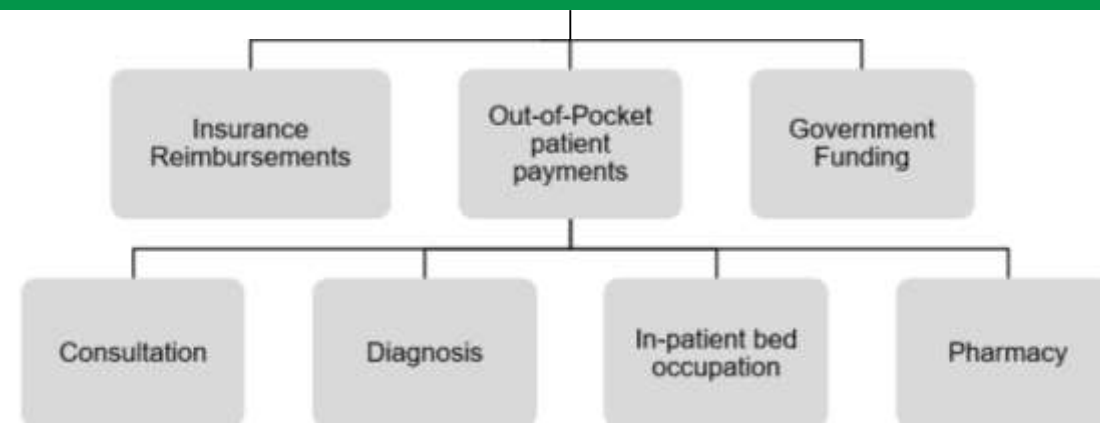 Insurance
Reimbursements
Out-of-Pocket
patient
payments
Government
Funding
Consultation
Diagnosis
In-patient bed
occupation
Pharmacy